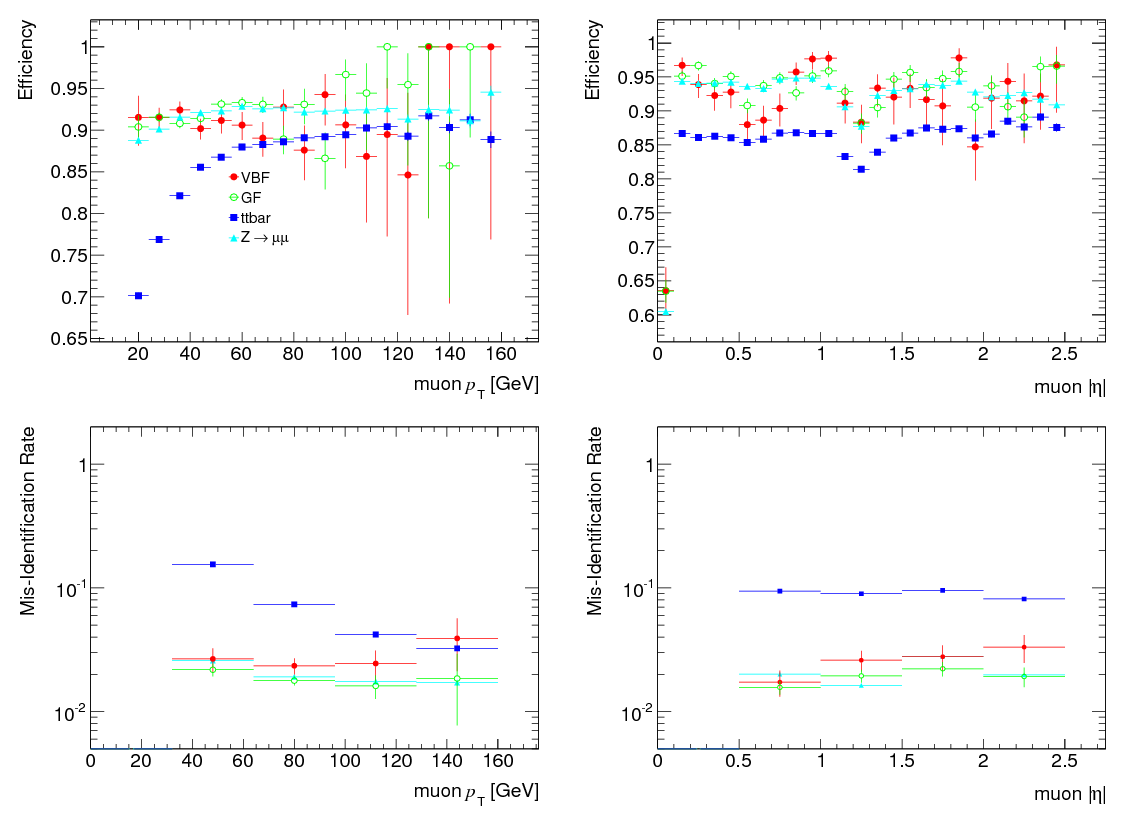 Efficiency
1
0.95
0.9
0.85
0.8
0.75
0.7
0.65
VBF
GF
ttbar
Z → μμ
20 40 60 80 100 120 140 160
muon p_T [GeV]
Efficiency
1
0.95
0.9
0.85
0.8
0.75
0.7
0.65
0.6
0 0.5 1 1.5 2 2.5
muon |η|
Mis-Identification Rate
1
10^-1
10^-2
0 20 40 60 80 100 120 140 160
muon p_T [GeV]
Mis-Identification Rate
1
10^-1
10^-2
0 0.5 1 1.5 2 2.5
muon |η|